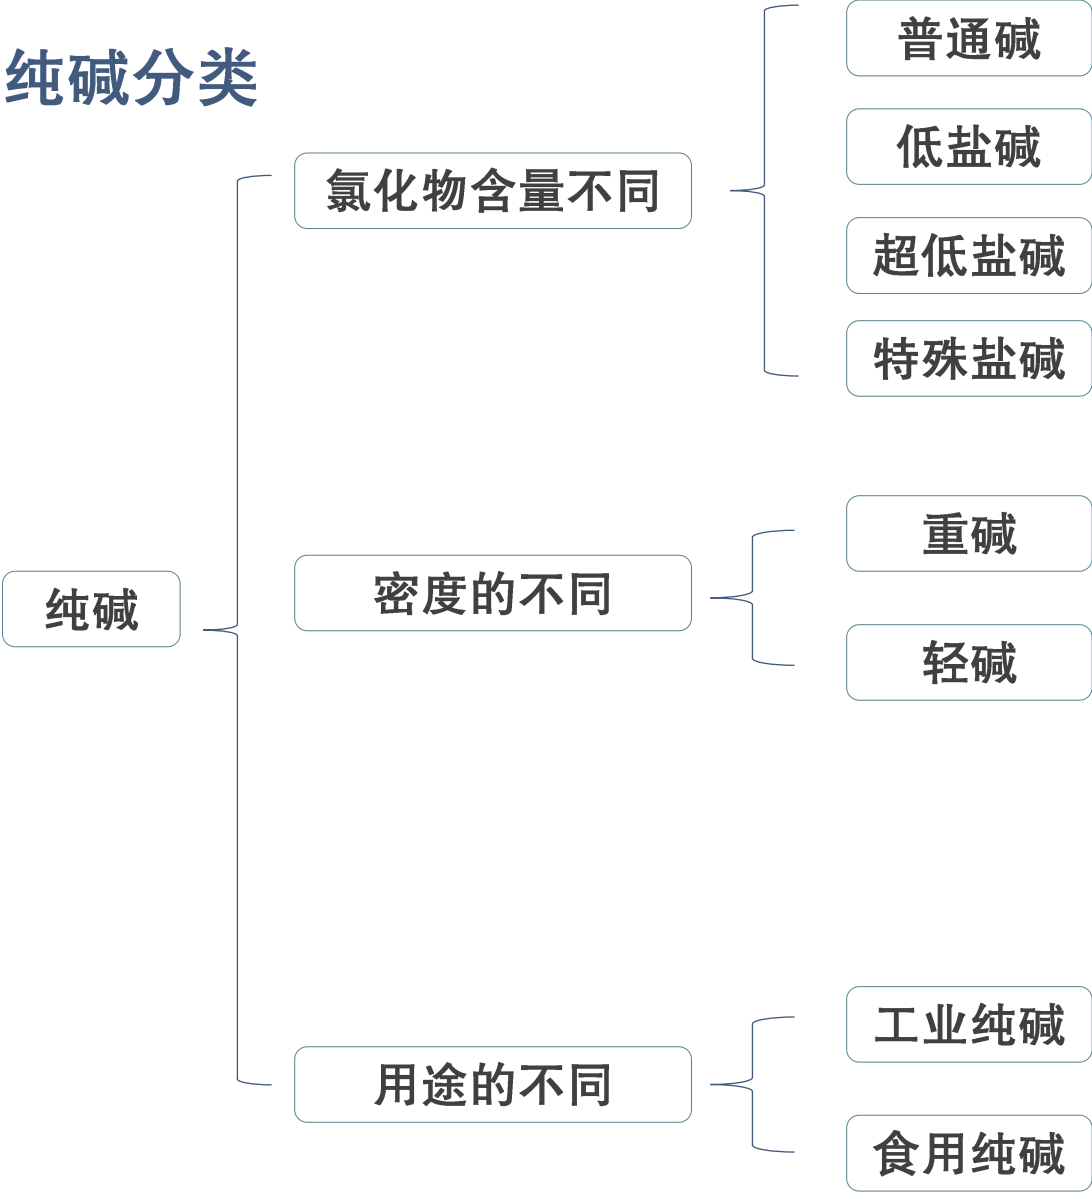 纯碱分类
纯碱
氯化物含量不同
普通碱
低盐碱
超低盐碱
特殊盐碱
密度的不同
重碱
轻碱
用途的不同
工业纯碱
食用纯碱